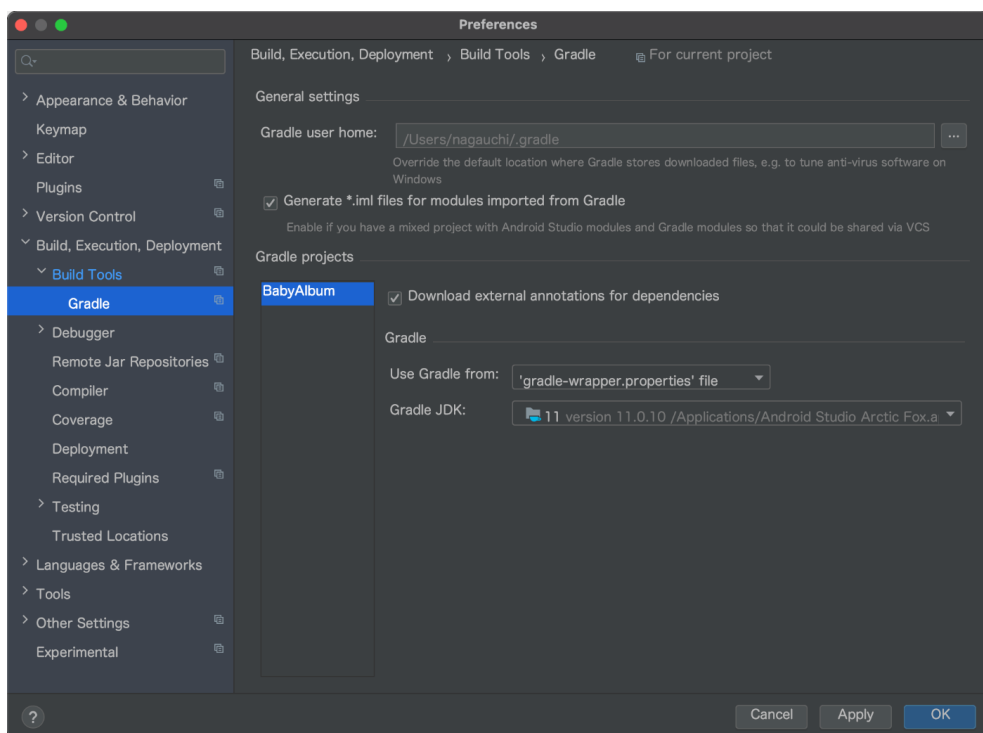 Preferences
Appearance & Behavior
Keymap
Editor
Plugins
Version Control
Build, Execution, Deployment
Build Tools
Gradle
Debugger
Remote Jar Repositories
Compiler
Coverage
Deployment
Required Plugins
Testing
Trusted Locations
Languages & Frameworks
Tools
Other Settings
Experimental
Build, Execution, Deployment › Build Tools › Gradle For current project
General settings
Gradle user home: /Users/nagauchi/.gradle ...
Override the default location where Gradle stores downloaded files, e.g. to tune anti-virus software on
Windows
Generate *.iml files for modules imported from Gradle
Enable if you have a mixed project with Android Studio modules and Gradle modules so that it could be shared via VCS
Gradle projects
BabyAlbum
Download external annotations for dependencies
Gradle
Use Gradle from: 'gradle-wrapper.properties' file
Gradle JDK: 11 version 11.0.10 /Applications/Android Studio Arctic Fox.a
? Cancel Apply OK